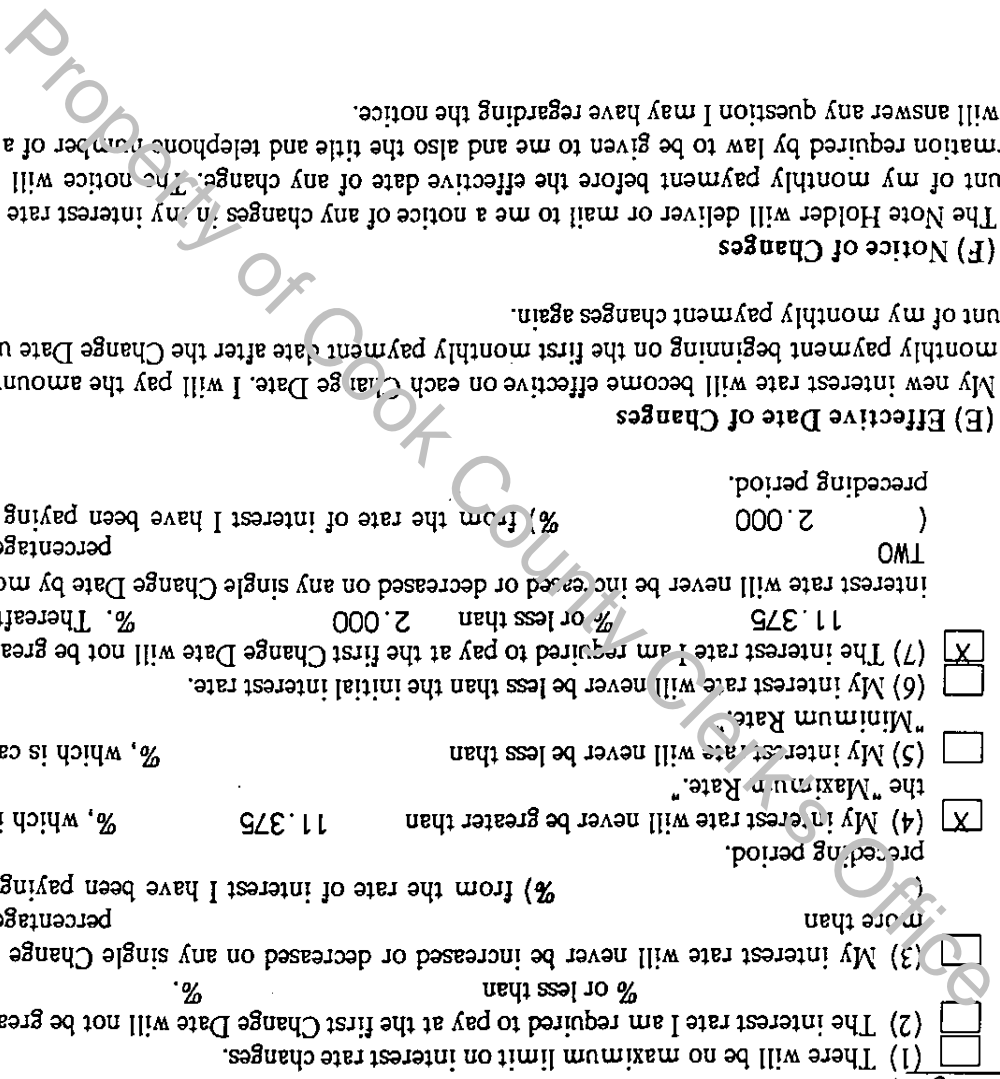 (1) There will be no maximum limit on interest rate changes.
(2) The interest rate I am required to pay at the first Change Date will not be grea
% or less than %.
(3) My interest rate will never be increased or decreased on any single Change
more than percentage
( %) from the rate of interest I have been paying
preceding period.
X (4) My interest rate will never be greater than 11.375 %, which i
the "Maximum Rate."
(5) My interest rate will never be less than %, which is ca
"Minimum Rate."
(6) My interest rate will never be less than the initial interest rate.
X (7) The interest rate I am required to pay at the first Change Date will not be grea
11.375 % or less than 2.000 %. Thereaft
interest rate will never be increased or decreased on any single Change Date by mo
TWO percentage
( 2.000 %) from the rate of interest I have been paying
preceding period.
(E) Effective Date of Changes
My new interest rate will become effective on each Change Date. I will pay the amoun
monthly payment beginning on the first monthly payment date after the Change Date u
unt of my monthly payment changes again.
(F) Notice of Changes
The Note Holder will deliver or mail to me a notice of any changes in my interest rate
unt of my monthly payment before the effective date of any change. The notice will
rmation required by law to be given to me and also the title and telephone number of a
will answer any question I may have regarding the notice.
Property of Cook County Clerk's Office